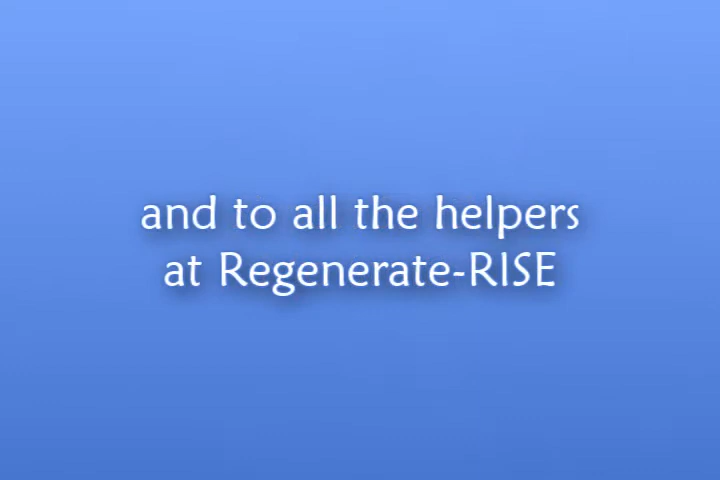 and to all the helpers
at Regenerate-RISE